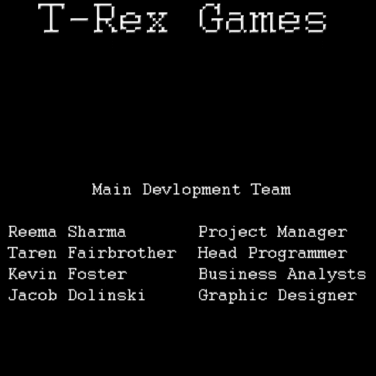 T-Rex Games
Main Devlopment Team
Reema Sharma Project Manager
Taren Fairbrother Head Programmer
Kevin Foster Business Analysts
Jacob Dolinski Graphic Designer